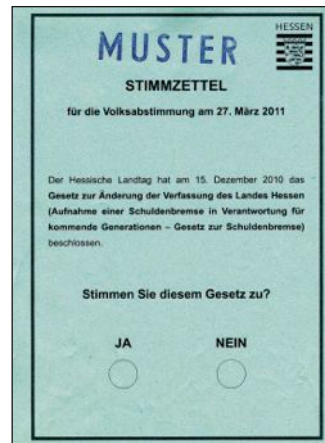 MUSTER
HESSEN
STIMMZETTEL
für die Volksabstimmung am 27. März 2011
Der Hessische Landtag hat am 15. Dezember 2010 das
Gesetz zur Änderung der Verfassung des Landes Hessen
(Aufnahme einer Schuldenbremse in Verantwortung für
kommende Generationen – Gesetz zur Schuldenbremse)
beschlossen.
Stimmen Sie diesem Gesetz zu?
JA NEIN